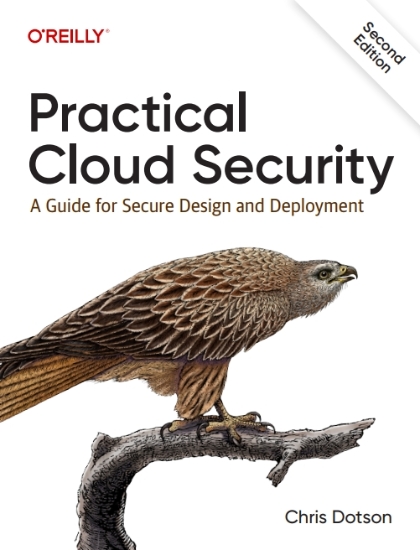 O'REILLY®
Second
Edition
Practical
Cloud Security
A Guide for Secure Design and Deployment
Chris Dotson